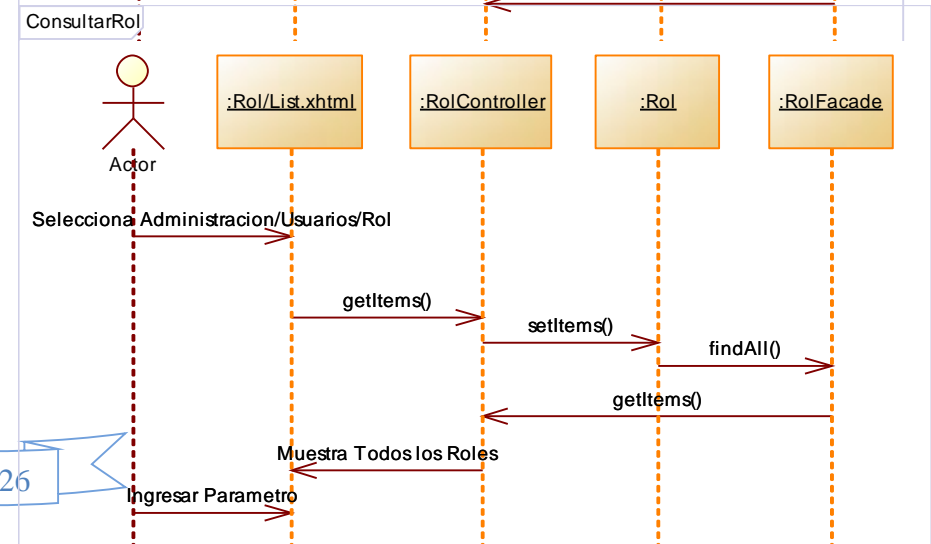 ConsultarRol
:Rol/List.xhtml
:RolController
:Rol
:RolFacade
Actor
Selecciona Administracion/Usuarios/Rol
getItems()
setItems()
findAll()
getItems()
Muestra Todos los Roles
26
Ingresar Parametro